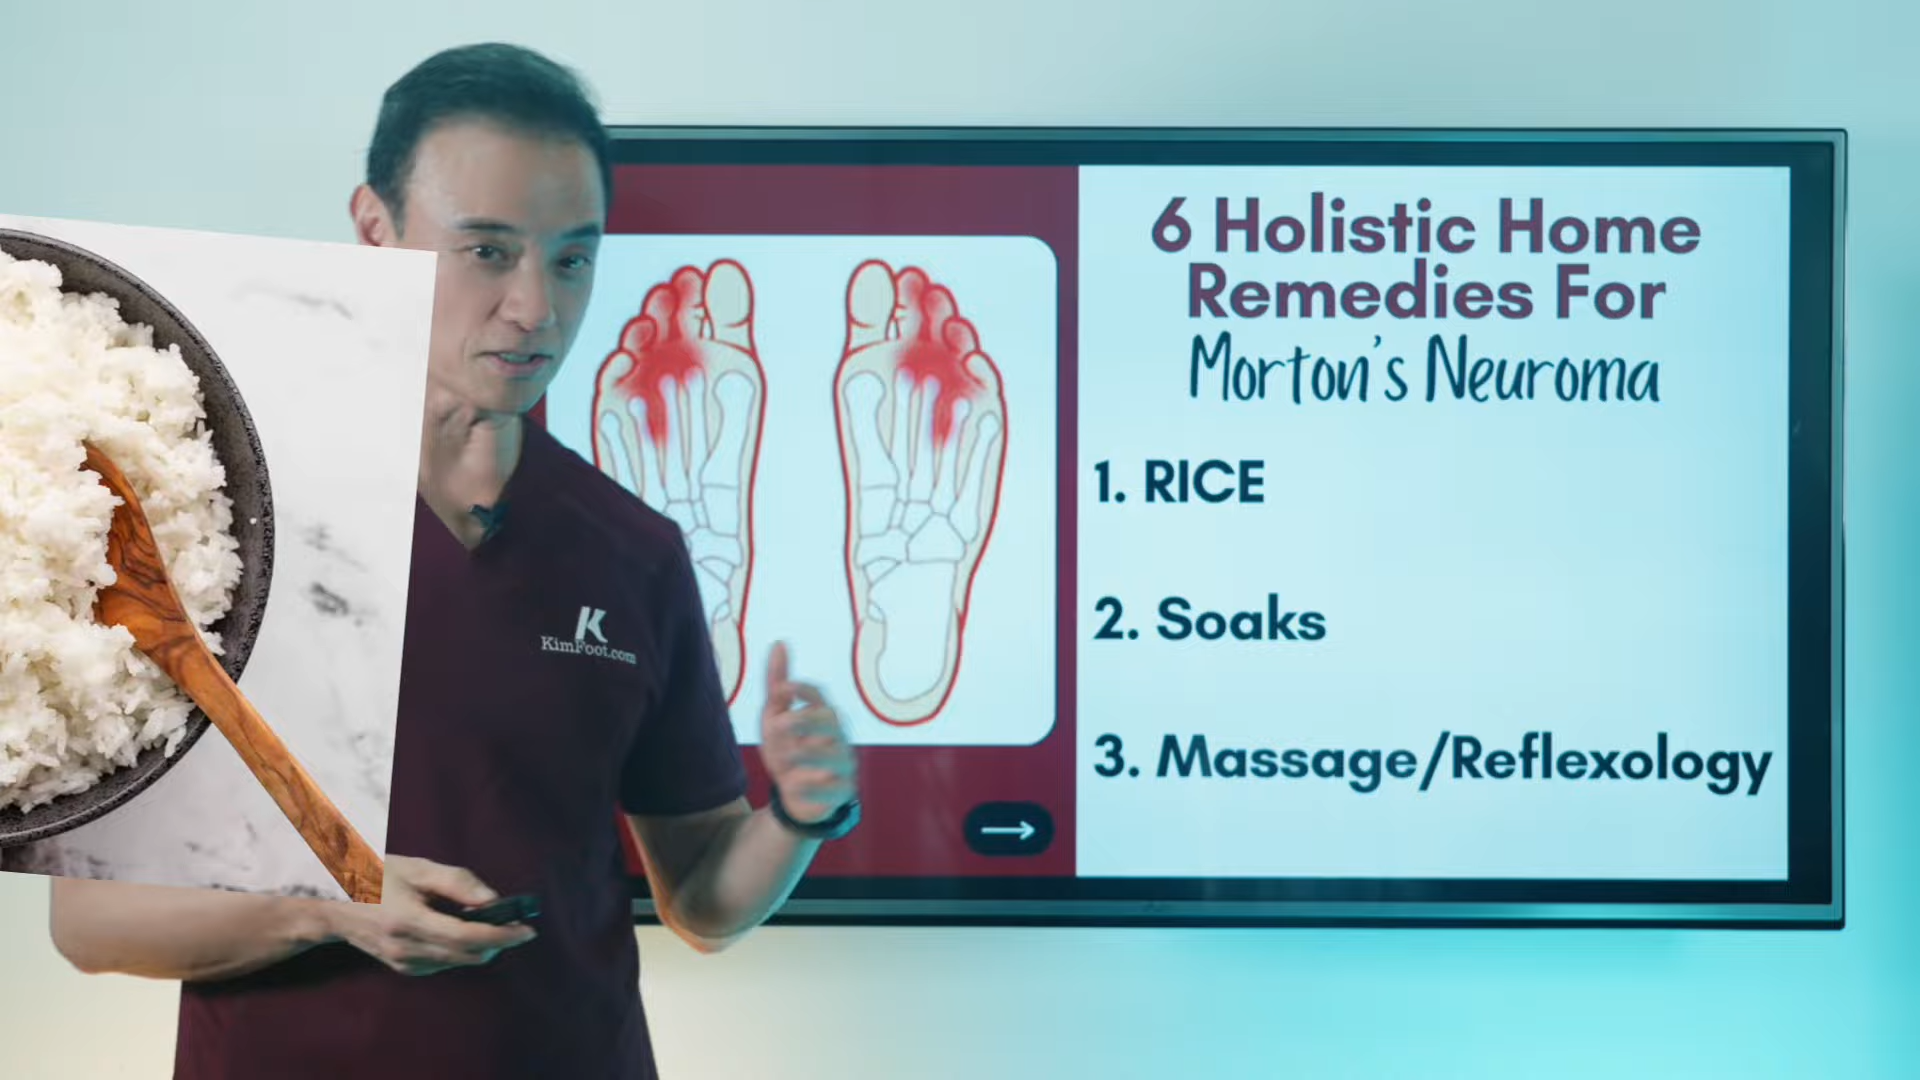 6 Holistic Home
Remedies For
Morton's Neuroma
1. RICE
2. Soaks
3. Massage/Reflexology
K
KimFoot.com